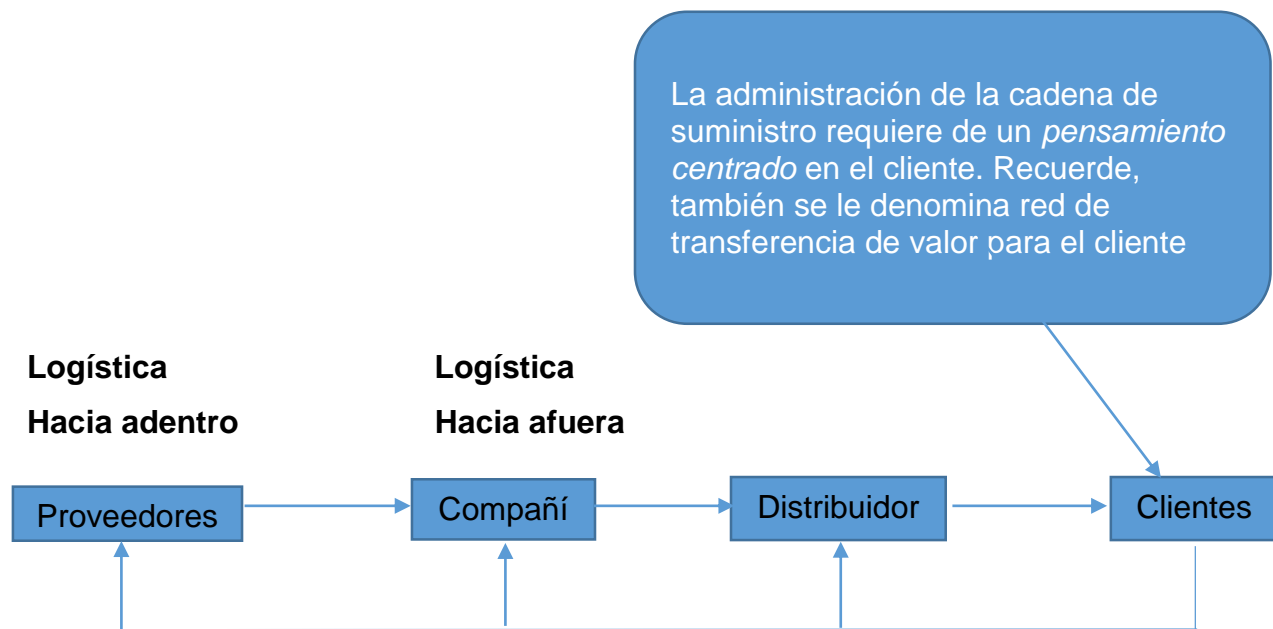 La administración de la cadena de
suministro requiere de un pensamiento
centrado en el cliente. Recuerde,
también se le denomina red de
transferencia de valor para el cliente
Logística
Hacia adentro
Logística
Hacia afuera
Proveedores
Compañí
Distribuidor
Clientes